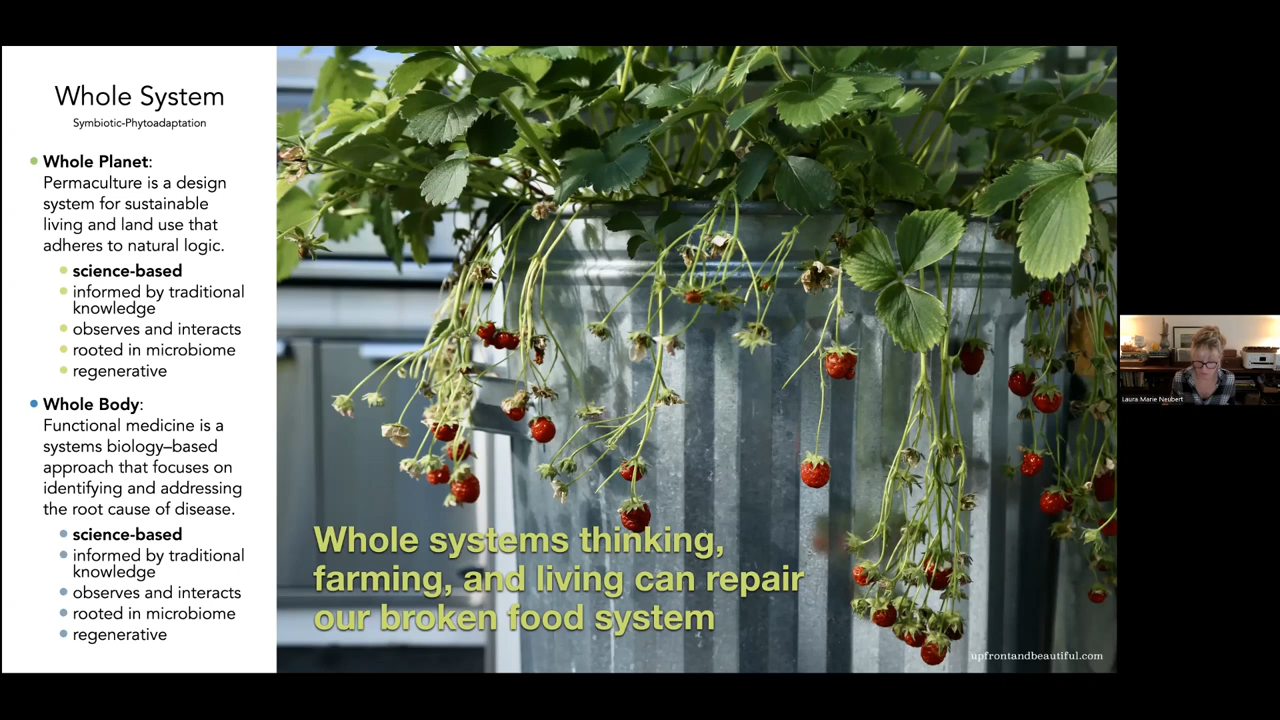 Whole System
Symbiotic-Phytoadaptation
Whole Planet:
Permaculture is a design
system for sustainable
living and land use that
adheres to natural logic.
science-based
informed by traditional
knowledge
observes and interacts
rooted in microbiome
regenerative
Whole Body:
Functional medicine is a
systems biology–based
approach that focuses on
identifying and addressing
the root cause of disease.
science-based
informed by traditional
knowledge
observes and interacts
rooted in microbiome
regenerative
Whole systems thinking,
farming, and living can repair
our broken food system
upfrontandbeautiful.com
Laura Marie Neubert